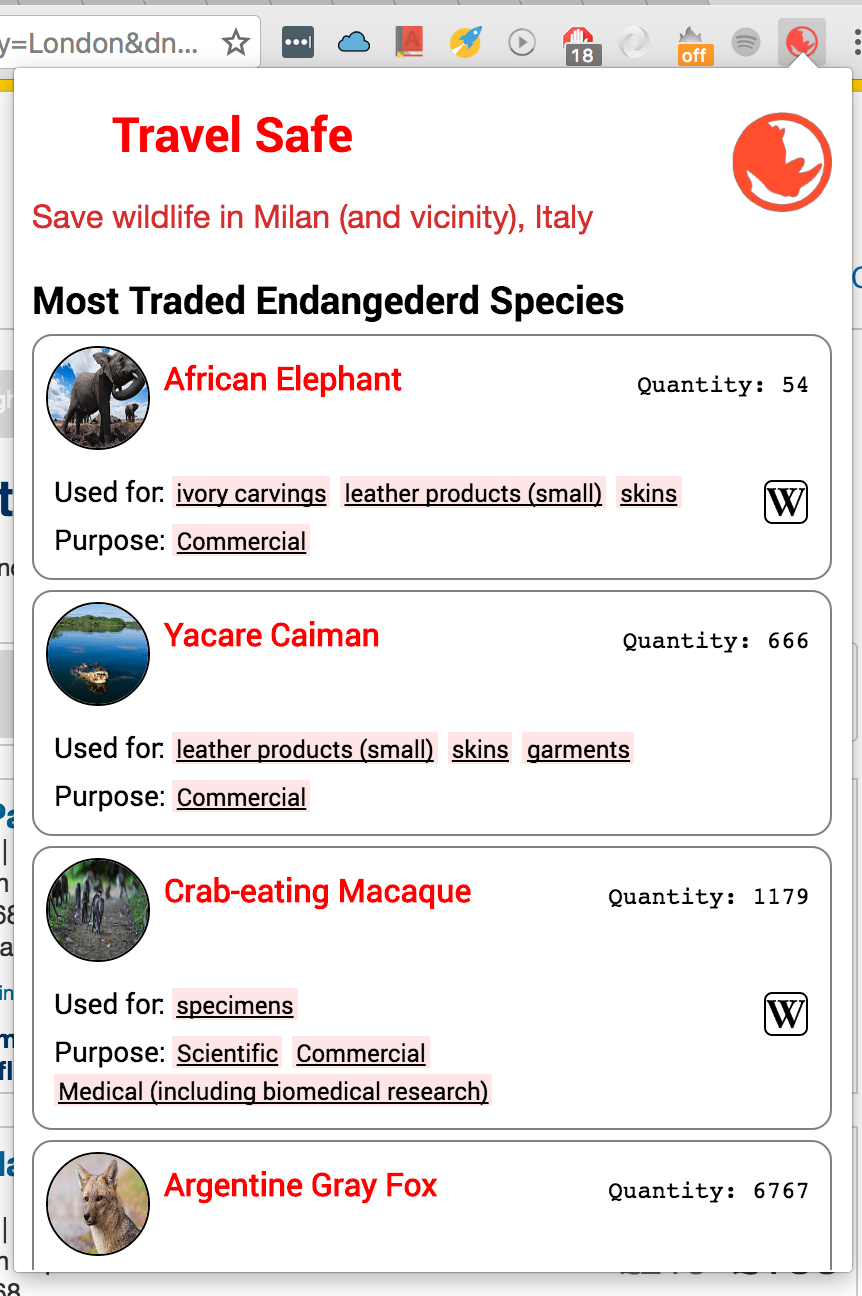 y=London&dn...
18
off
Travel Safe
Save wildlife in Milan (and vicinity), Italy
Most Traded Endangederd Species
African Elephant
Quantity: 54
Used for: ivory carvings leather products (small) skins
W
Purpose: Commercial
Yacare Caiman
Quantity: 666
Used for: leather products (small) skins garments
Purpose: Commercial
Crab-eating Macaque
Quantity: 1179
Used for: specimens
W
Purpose: Scientific Commercial
Medical (including biomedical research)
Argentine Gray Fox
Quantity: 6767